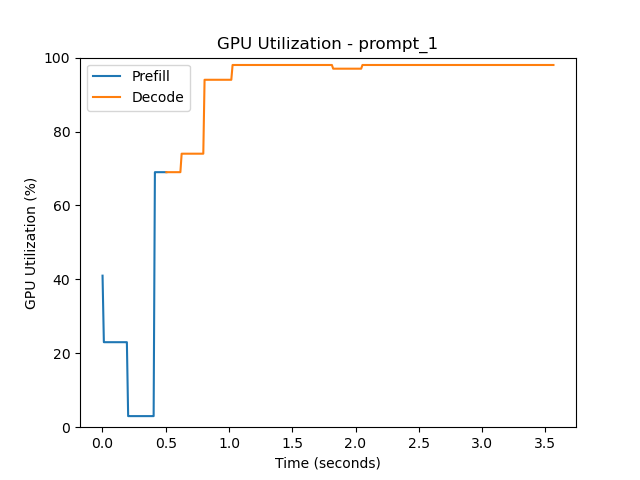 GPU Utilization - prompt_1
Prefill
Decode
GPU Utilization (%)
100
80
60
40
20
0
0.0 0.5 1.0 1.5 2.0 2.5 3.0 3.5
Time (seconds)